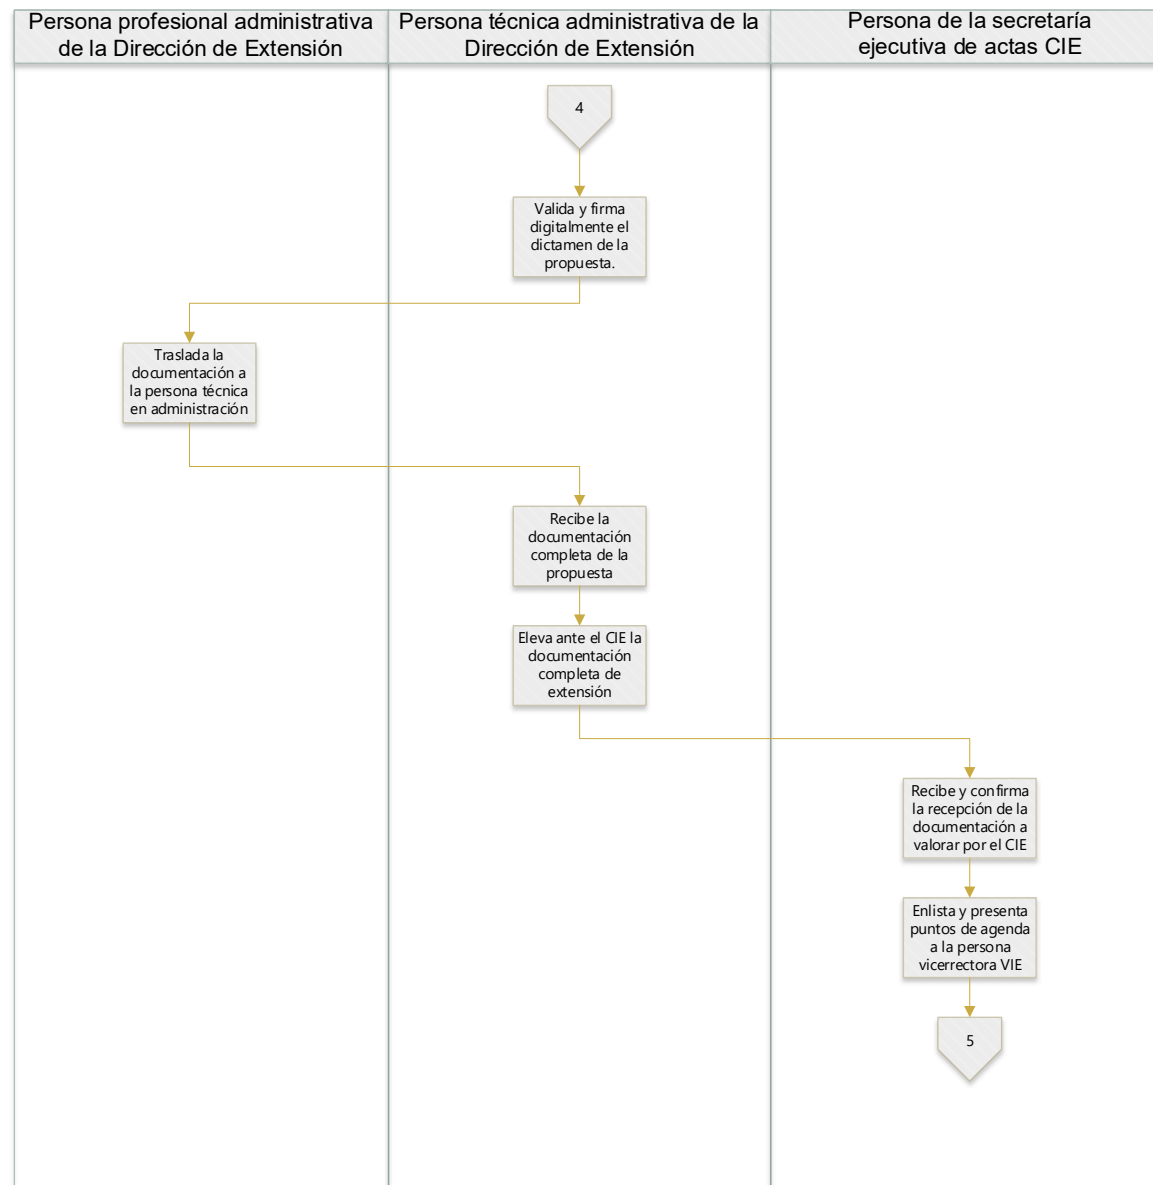 Persona profesional administrativa
de la Dirección de Extensión
Persona técnica administrativa de la
Dirección de Extensión
Persona de la secretaría
ejecutiva de actas CIE
4
Valida y firma
digitalmente el
dictamen de la
propuesta.
Traslada la
documentación a
la persona técnica
en administración
Recibe la
documentación
completa de la
propuesta
Eleva ante el CIE la
documentación
completa de
extensión
Recibe y confirma
la recepción de la
documentación a
valorar por el CIE
Enlista y presenta
puntos de agenda
a la persona
vicerrectora VIE
5